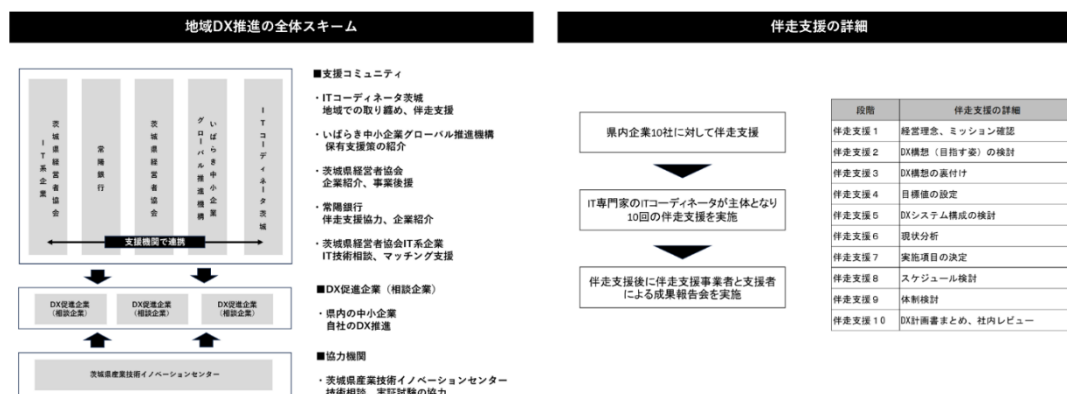 地域DX推進の全体スキーム
茨城県経営者協会
IT系企業
常陽銀行
茨城県経営者協会
いばらき中小企業
グローバル推進機構
ITコーディネータ茨城
支援機関で連携
DX促進企業
(相談企業)
DX促進企業
(相談企業)
DX促進企業
(相談企業)
茨城県産業技術イノベーションセンター
■支援コミュニティ
・ITコーディネータ茨城
地域での取り纏め、伴走支援
・いばらき中小企業グローバル推進機構
保有支援策の紹介
・茨城県経営者協会
企業紹介、事業後援
・常陽銀行
伴走支援協力、企業紹介
・茨城県経営者協会IT系企業
IT技術相談、マッチング支援
■DX促進企業(相談企業)
・県内の中小企業
自社のDX推進
■協力機関
・茨城県産業技術イノベーションセンター
技術相談、実証試験の協力
伴走支援の詳細
県内企業10社に対して伴走支援
IT専門家のITコーディネータが主体となり
10回の伴走支援を実施
伴走支援後に伴走支援事業者と支援者
による成果報告会を実施
段階 伴走支援の詳細
伴走支援1 経営理念、ミッション確認
伴走支援2 DX構想(目指す姿)の検討
伴走支援3 DX構想の裏付け
伴走支援4 目標値の設定
伴走支援5 DXシステム構成の検討
伴走支援6 現状分析
伴走支援7 実施項目の決定
伴走支援8 スケジュール検討
伴走支援9 体制検討
伴走支援10 DX計画書まとめ、社内レビュー